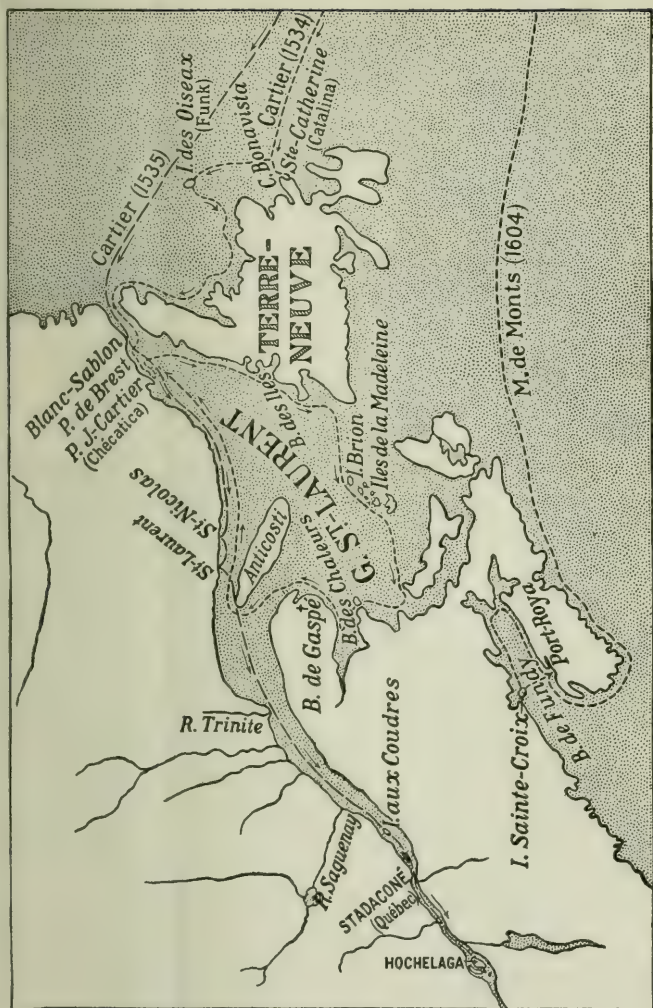 Cartier (1535)
I. des Oiseaux
(Funk)
Cartier (1534)
C. Bonavista
Ste-Catherine
(Catalina)
TERRE-
NEUVE
Blanc-Sablon
P. de Brest
P. J-Cartier
(Chécatica)
St-Nicolas
St-Laurent
Anticosti
G. ST-LAURENT
B. des Iles
I. Brion
Iles de la Madeleine
B. des Chaleurs
B. de Gaspé
M. de Monts (1604)
Port-Royal
B. de Fundy
I. Sainte-Croix
R. Trinite
I. aux Coudres
R. Saguenay
STADACONÉ
(Québec)
HOCHELAGA